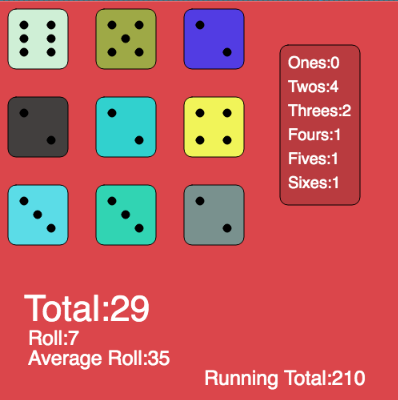 Ones:0
Twos:4
Threes:2
Fours:1
Fives:1
Sixes:1
Total:29
Roll:7
Average Roll:35
Running Total:210